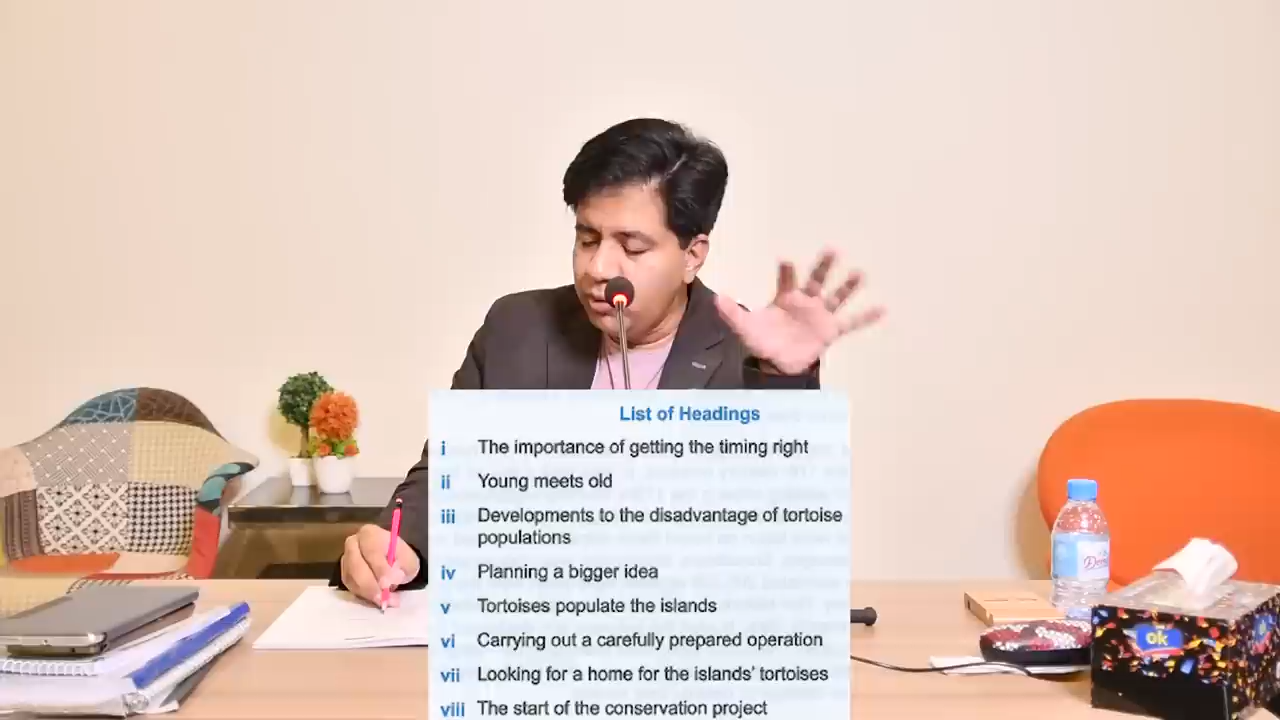 List of Headings
i The importance of getting the timing right
ii Young meets old
iii Developments to the disadvantage of tortoise
populations
iv Planning a bigger idea
v Tortoises populate the islands
vi Carrying out a carefully prepared operation
vii Looking for a home for the islands' tortoises
viii The start of the conservation project
ok